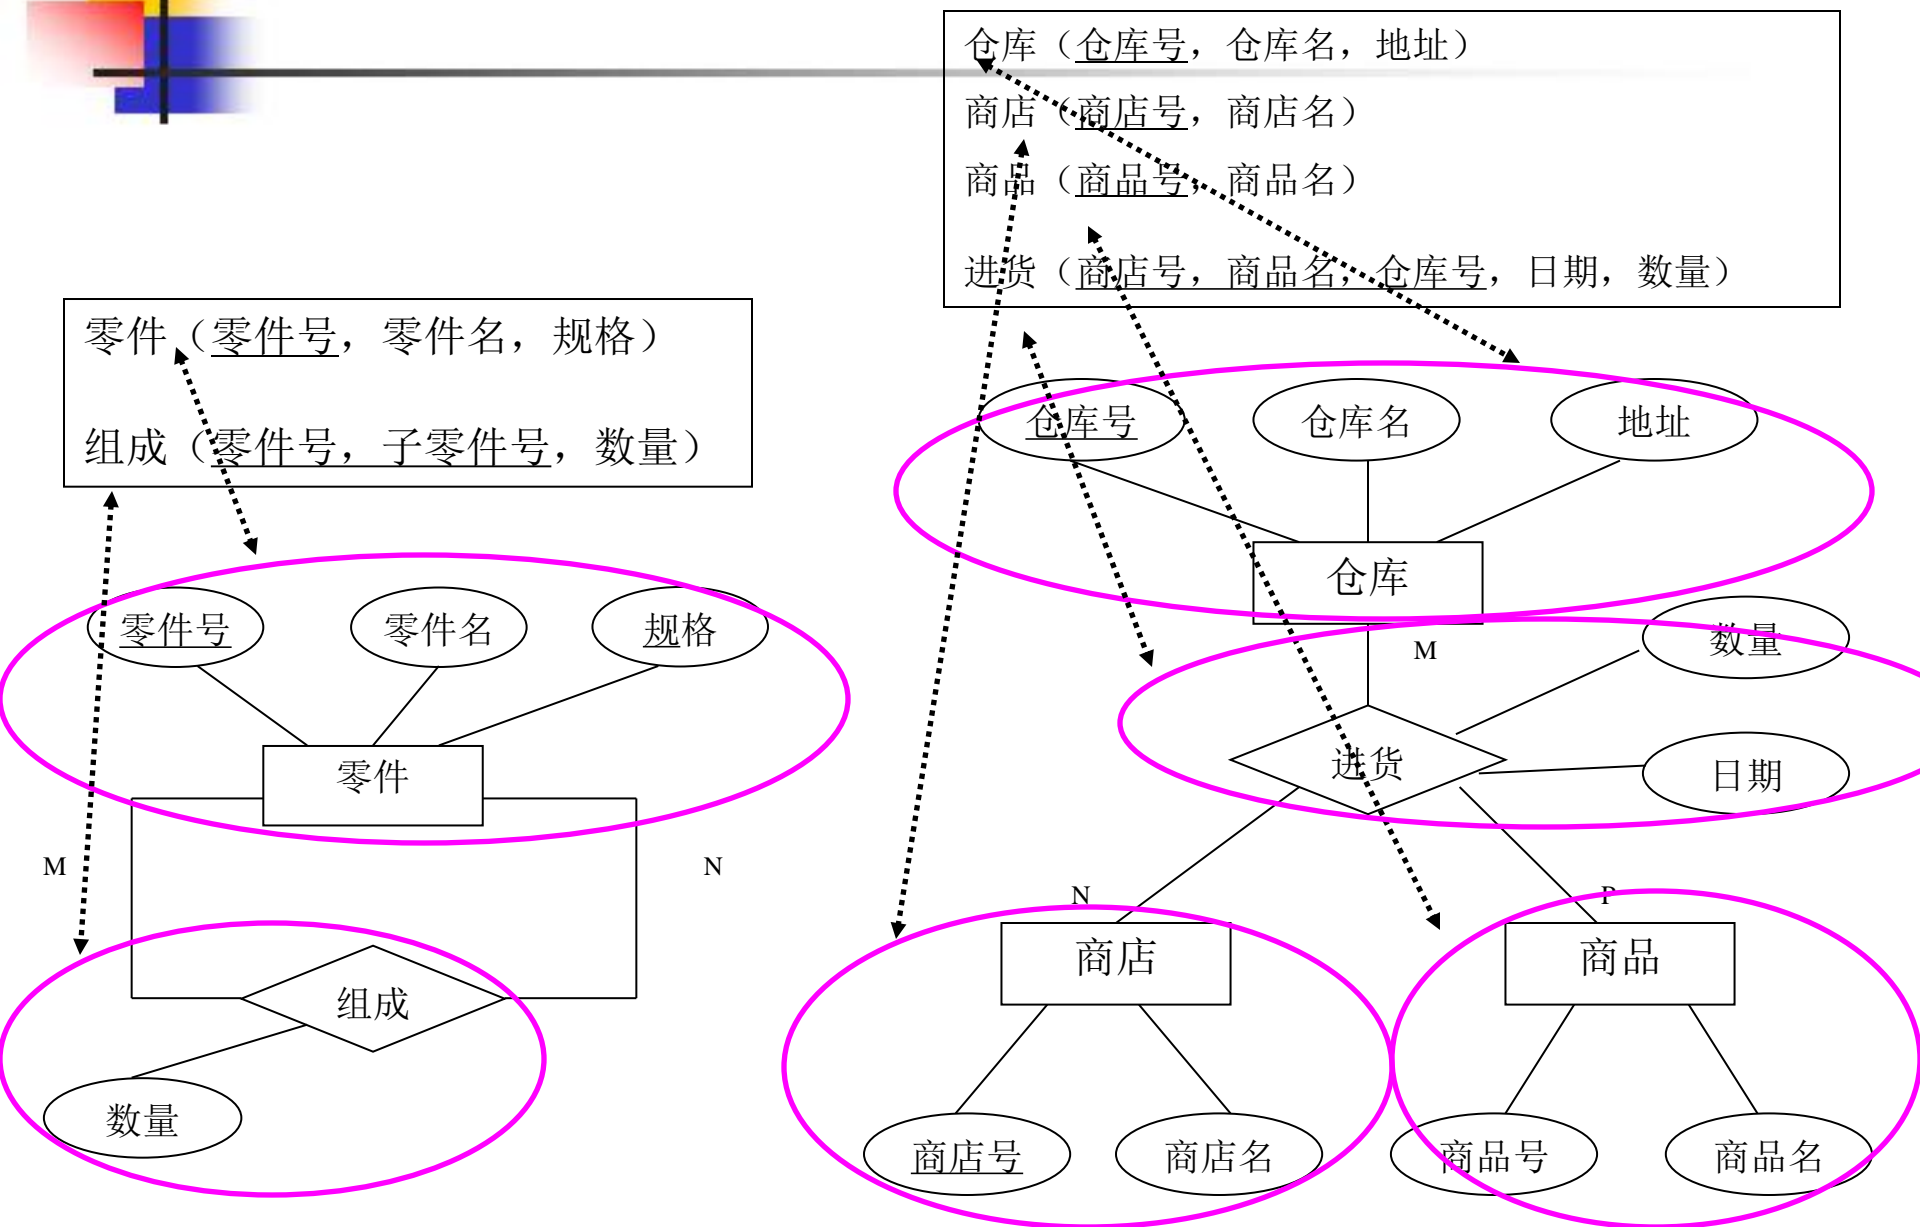 仓库（仓库号，仓库名，地址）
商店（商店号，商店名）
商品（商品号，商品名）
进货（商店号，商品名，仓库号，日期，数量）
零件（零件号，零件名，规格）
组成（零件号，子零件号，数量）
仓库号 仓库名 地址
仓库
零件号 零件名 规格
M 数量
零件
进货 日期
M N
N P
商店 商品
组成
数量
商店号 商店名 商品号 商品名